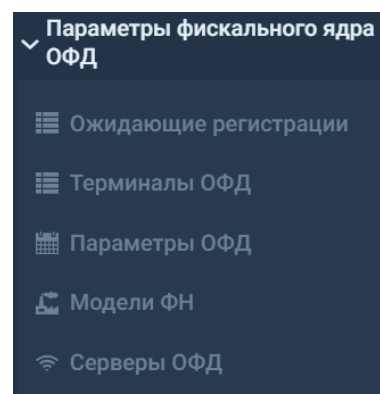 Параметры фискального ядра
ОФД
Ожидающие регистрации
Терминалы ОФД
Параметры ОФД
Модели ФН
Серверы ОФД